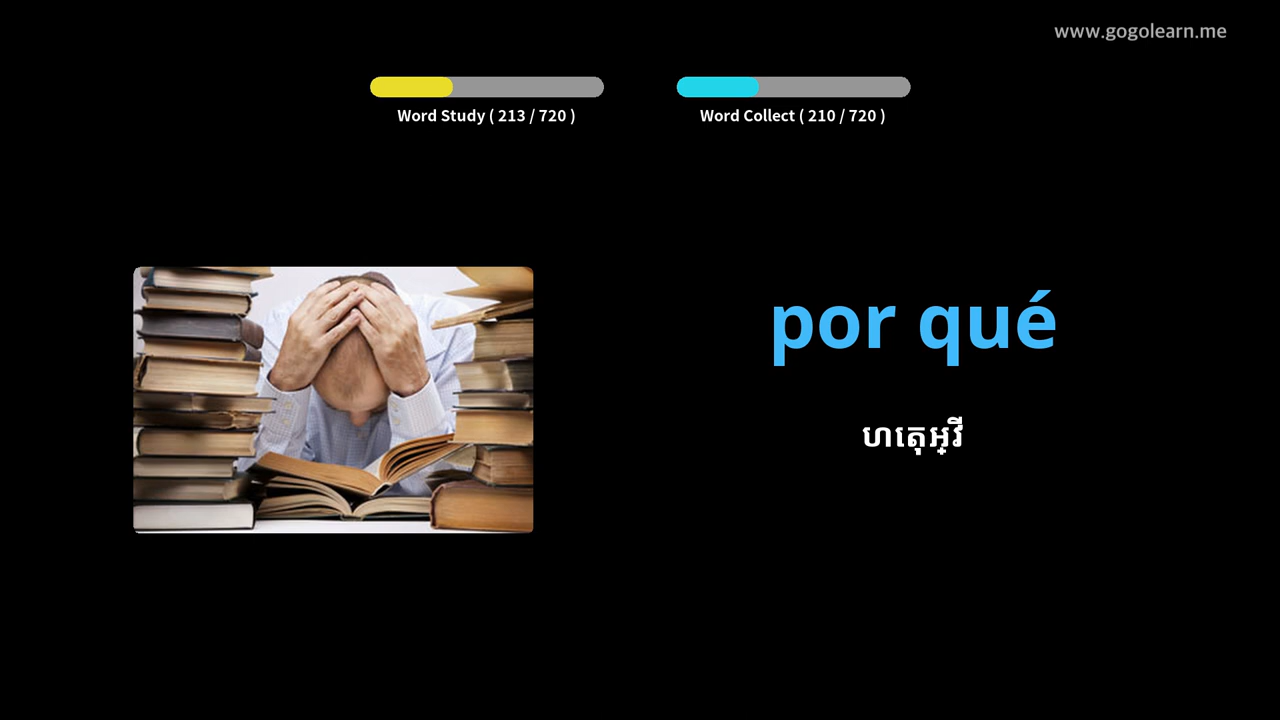 www.gogolearn.me
Word Study ( 213 / 720 )
Word Collect ( 210 / 720 )
por qué
ហតេុអ្វី